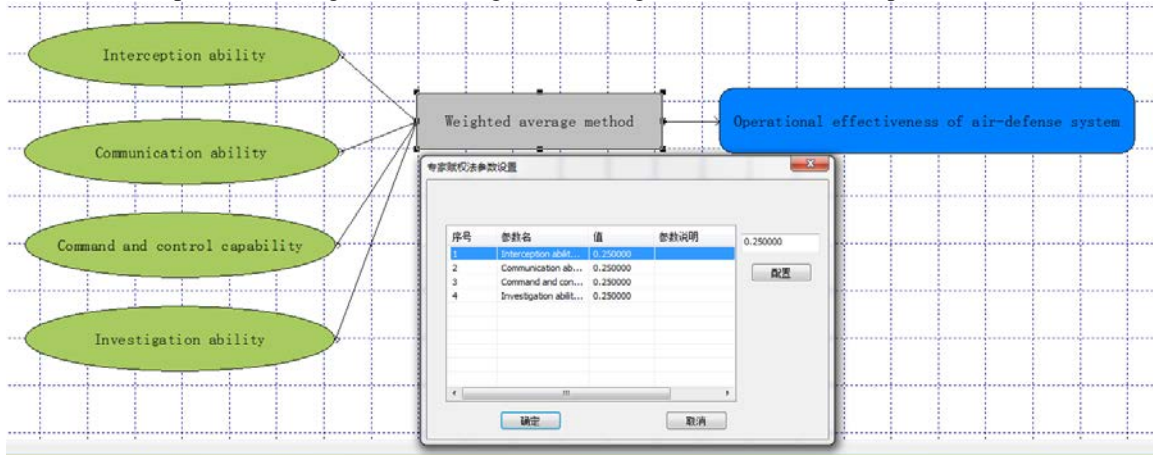 Interception ability
Weighted average method
Operational effectiveness of air-defense system
Communication ability
专家赋权法参数设置
Command and control capability
序号 参数名 值 参数说明
0.250000
1 Interception abilit... 0.250000
2 Communication ab... 0.250000
配置
3 Command and con... 0.250000
4 Investigation abilit... 0.250000
Investigation ability
确定 取消